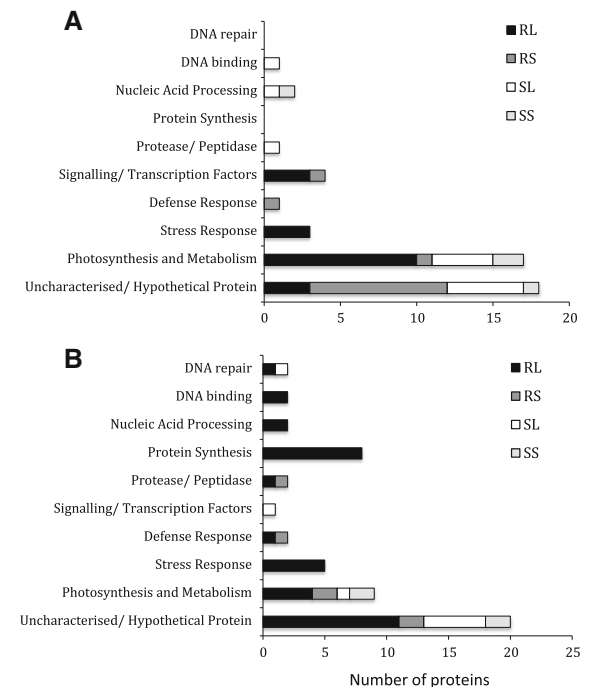 A
DNA repair
DNA binding
Nucleic Acid Processing
Protein Synthesis
Protease/ Peptidase
Signalling/ Transcription Factors
Defense Response
Stress Response
Photosynthesis and Metabolism
Uncharacterised/ Hypothetical Protein
0 5 10 15 20
RL
RS
SL
SS
B
DNA repair
DNA binding
Nucleic Acid Processing
Protein Synthesis
Protease/ Peptidase
Signalling/ Transcription Factors
Defense Response
Stress Response
Photosynthesis and Metabolism
Uncharacterised/ Hypothetical Protein
0 5 10 15 20 25
Number of proteins
RL
RS
SL
SS